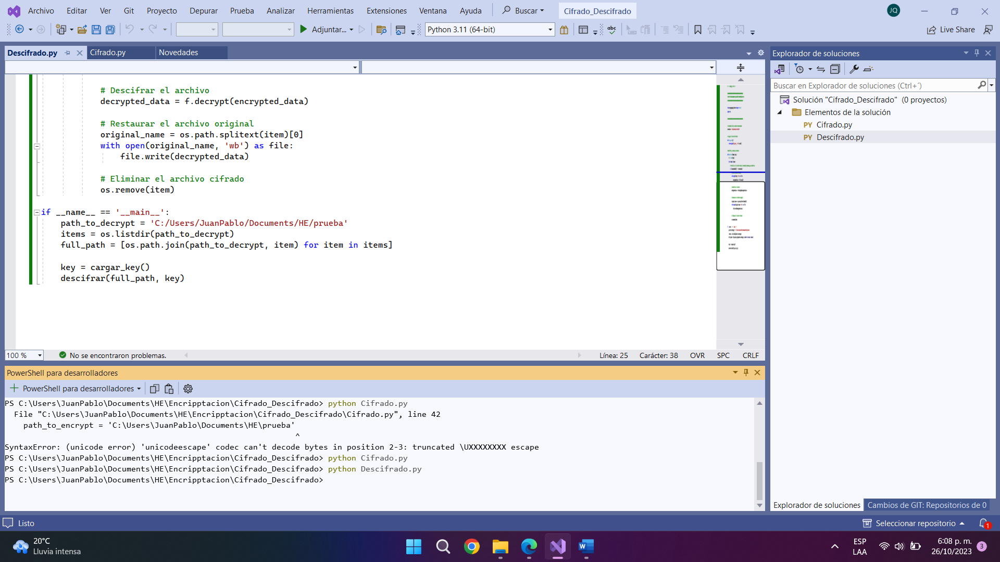 Archivo Editar Ver Git Proyecto Depurar Prueba Analizar Herramientas Extensiones Ventana Ayuda Buscar Cifrado_Descifrado JQ
Adjuntar... Python 3.11 (64-bit) abc Live Share
Descifrado.py Cifrado.py Novedades
# Descifrar el archivo
decrypted_data = f.decrypt(encrypted_data)
# Restaurar el archivo original
original_name = os.path.splitext(item)[0]
with open(original_name, 'wb') as file:
file.write(decrypted_data)
# Eliminar el archivo cifrado
os.remove(item)
if __name__ == '__main__':
path_to_decrypt = 'C:/Users/JuanPablo/Documents/HE/prueba'
items = os.listdir(path_to_decrypt)
full_path = [os.path.join(path_to_decrypt, item) for item in items]
key = cargar_key()
descifrar(full_path, key)
100 % No se encontraron problemas. Línea: 25 Carácter: 38 OVR SPC CRLF
Explorador de soluciones
Buscar en Explorador de soluciones (Ctrl+´)
Solución "Cifrado_Descifrado" (0 proyectos)
Elementos de la solución
PY Cifrado.py
PY Descifrado.py
PowerShell para desarrolladores
PowerShell para desarrolladores
PS C:\Users\JuanPablo\Documents\HE\Encripptacion\Cifrado_Descifrado> python Cifrado.py
File "C:\Users\JuanPablo\Documents\HE\Encripptacion\Cifrado_Descifrado\Cifrado.py", line 42
path_to_encrypt = 'C:\Users\JuanPablo\Documents\HE\prueba'
^
SyntaxError: (unicode error) 'unicodeescape' codec can't decode bytes in position 2-3: truncated \UXXXXXXXX escape
PS C:\Users\JuanPablo\Documents\HE\Encripptacion\Cifrado_Descifrado> python Cifrado.py
PS C:\Users\JuanPablo\Documents\HE\Encripptacion\Cifrado_Descifrado> python Descifrado.py
PS C:\Users\JuanPablo\Documents\HE\Encripptacion\Cifrado_Descifrado>
Explorador de soluciones Cambios de GIT: Repositorios de 0
Listo Seleccionar repositorio 1
20°C
Lluvia intensa
ESP
LAA
6:08 p. m.
26/10/2023
3